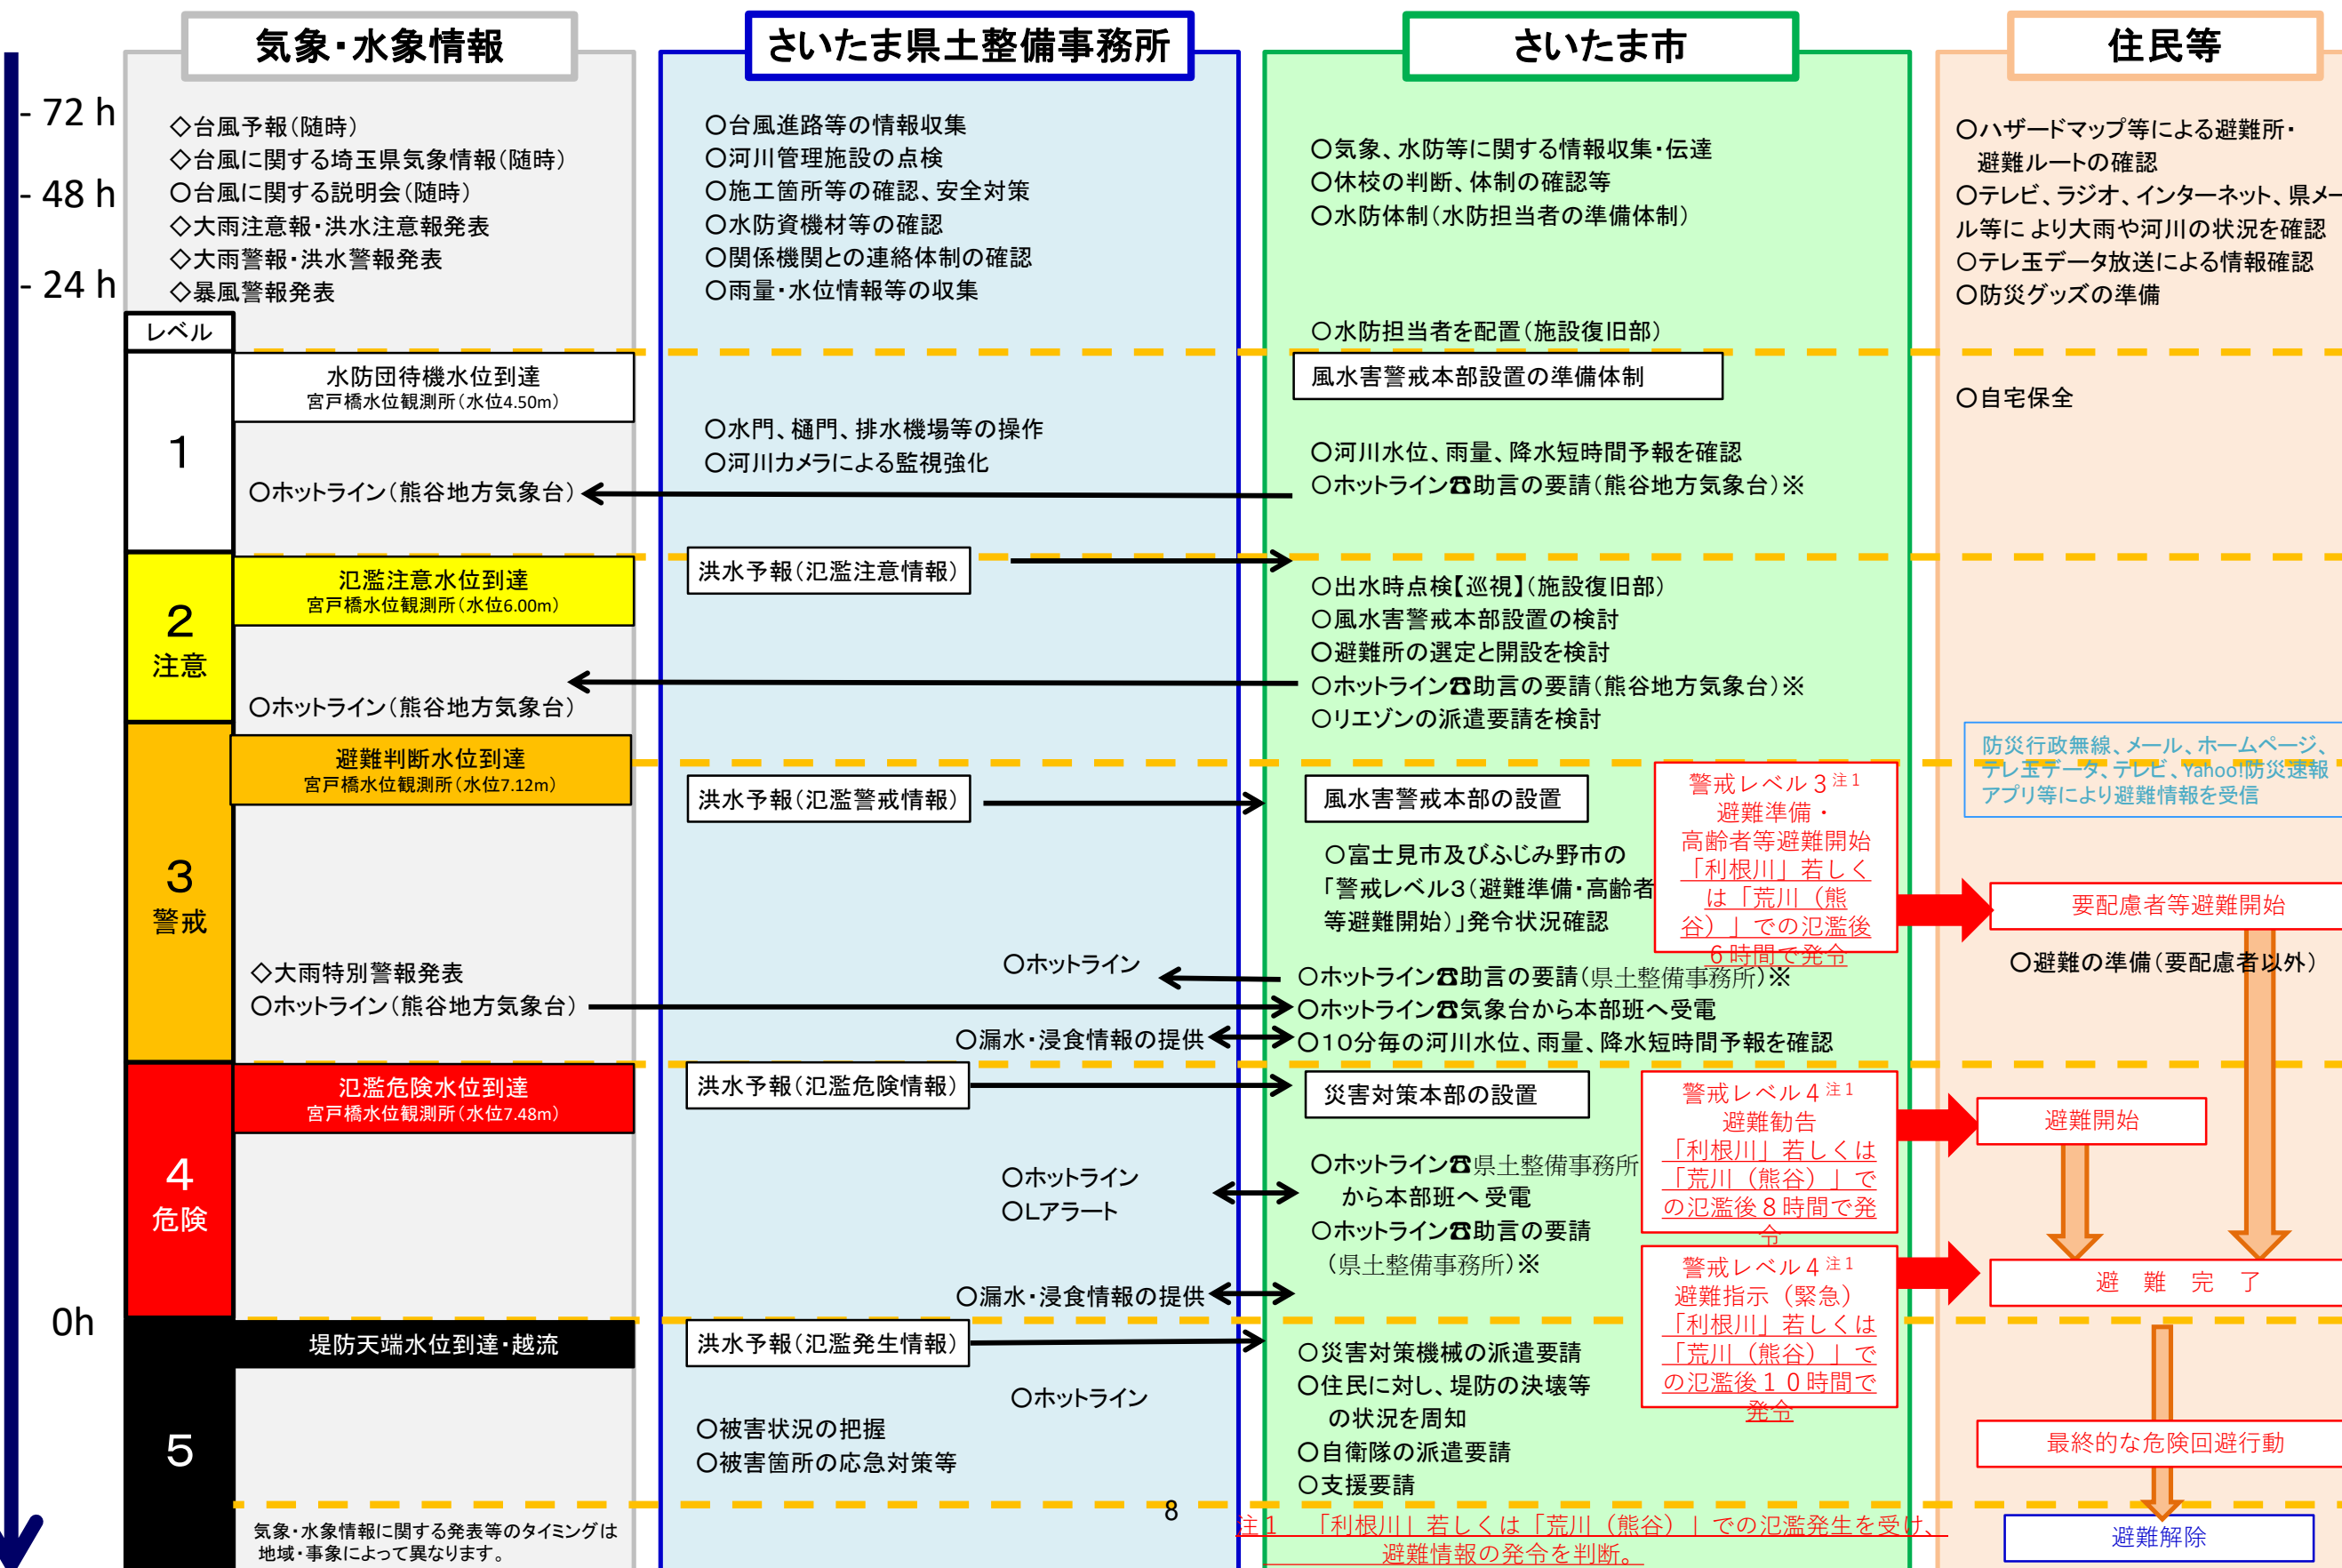 気象・水象情報
さいたま県土整備事務所
さいたま市
住民等
- 72 h
- 48 h
- 24 h
0h
◇台風予報(随時)
◇台風に関する埼玉県気象情報(随時)
○台風に関する説明会(随時)
◇大雨注意報・洪水注意報発表
◇大雨警報・洪水警報発表
◇暴風警報発表
○台風進路等の情報収集
○河川管理施設の点検
○施工箇所等の確認、安全対策
○水防資機材等の確認
○関係機関との連絡体制の確認
○雨量・水位情報等の収集
○気象、水防等に関する情報収集・伝達
○休校の判断、体制の確認等
○水防体制(水防担当者の準備体制)
○水防担当者を配置(施設復旧部)
○ハザードマップ等による避難所・
避難ルートの確認
○テレビ、ラジオ、インターネット、県メー
ル等により大雨や河川の状況を確認
○テレ玉データ放送による情報確認
○防災グッズの準備
レベル
1
水防団待機水位到達
宮戸橋水位観測所(水位4.50m)
○ホットライン(熊谷地方気象台)
○水門、樋門、排水機場等の操作
○河川カメラによる監視強化
風水害警戒本部設置の準備体制
○河川水位、雨量、降水短時間予報を確認
○ホットライン☎助言の要請(熊谷地方気象台)※
○自宅保全
2
注意
氾濫注意水位到達
宮戸橋水位観測所(水位6.00m)
○ホットライン(熊谷地方気象台)
洪水予報(氾濫注意情報)
○出水時点検【巡視】(施設復旧部)
○風水害警戒本部設置の検討
○避難所の選定と開設を検討
○ホットライン☎助言の要請(熊谷地方気象台)※
○リエゾンの派遣要請を検討
3
警戒
避難判断水位到達
宮戸橋水位観測所(水位7.12m)
◇大雨特別警報発表
○ホットライン(熊谷地方気象台)
洪水予報(氾濫警戒情報)
○ホットライン
○漏水・浸食情報の提供
風水害警戒本部の設置
○富士見市及びふじみ野市の
「警戒レベル3(避難準備・高齢者
等避難開始)」発令状況確認
○ホットライン☎助言の要請(県土整備事務所)※
○ホットライン☎気象台から本部班へ受電
○10分毎の河川水位、雨量、降水短時間予報を確認
警戒レベル３注１
避難準備・
高齢者等避難開始
「利根川」若しく
は「荒川（熊
谷）」での氾濫後
６時間で発令
防災行政無線、メール、ホームページ、
テレ玉データ、テレビ、Yahoo!防災速報
アプリ等により避難情報を受信
要配慮者等避難開始
○避難の準備(要配慮者以外)
4
危険
氾濫危険水位到達
宮戸橋水位観測所(水位7.48m)
洪水予報(氾濫危険情報)
○ホットライン
○Lアラート
○漏水・浸食情報の提供
災害対策本部の設置
○ホットライン☎県土整備事務所
から本部班へ 受電
○ホットライン☎助言の要請
(県土整備事務所)※
警戒レベル４注１
避難勧告
「利根川」若しくは
「荒川（熊谷）」で
の氾濫後８時間で発
令
警戒レベル４注１
避難指示（緊急）
「利根川」若しくは
「荒川（熊谷）」で
の氾濫後１０時間で
発令
避難開始
避　難　完　了
5
堤防天端水位到達・越流
洪水予報(氾濫発生情報)
○ホットライン
○被害状況の把握
○被害箇所の応急対策等
○災害対策機械の派遣要請
○住民に対し、堤防の決壊等
の状況を周知
○自衛隊の派遣要請
○支援要請
最終的な危険回避行動
避難解除
気象・水象情報に関する発表等のタイミングは
地域・事象によって異なります。
8
注１　「利根川」若しくは「荒川（熊谷）」での氾濫発生を受け、
避難情報の発令を判断。